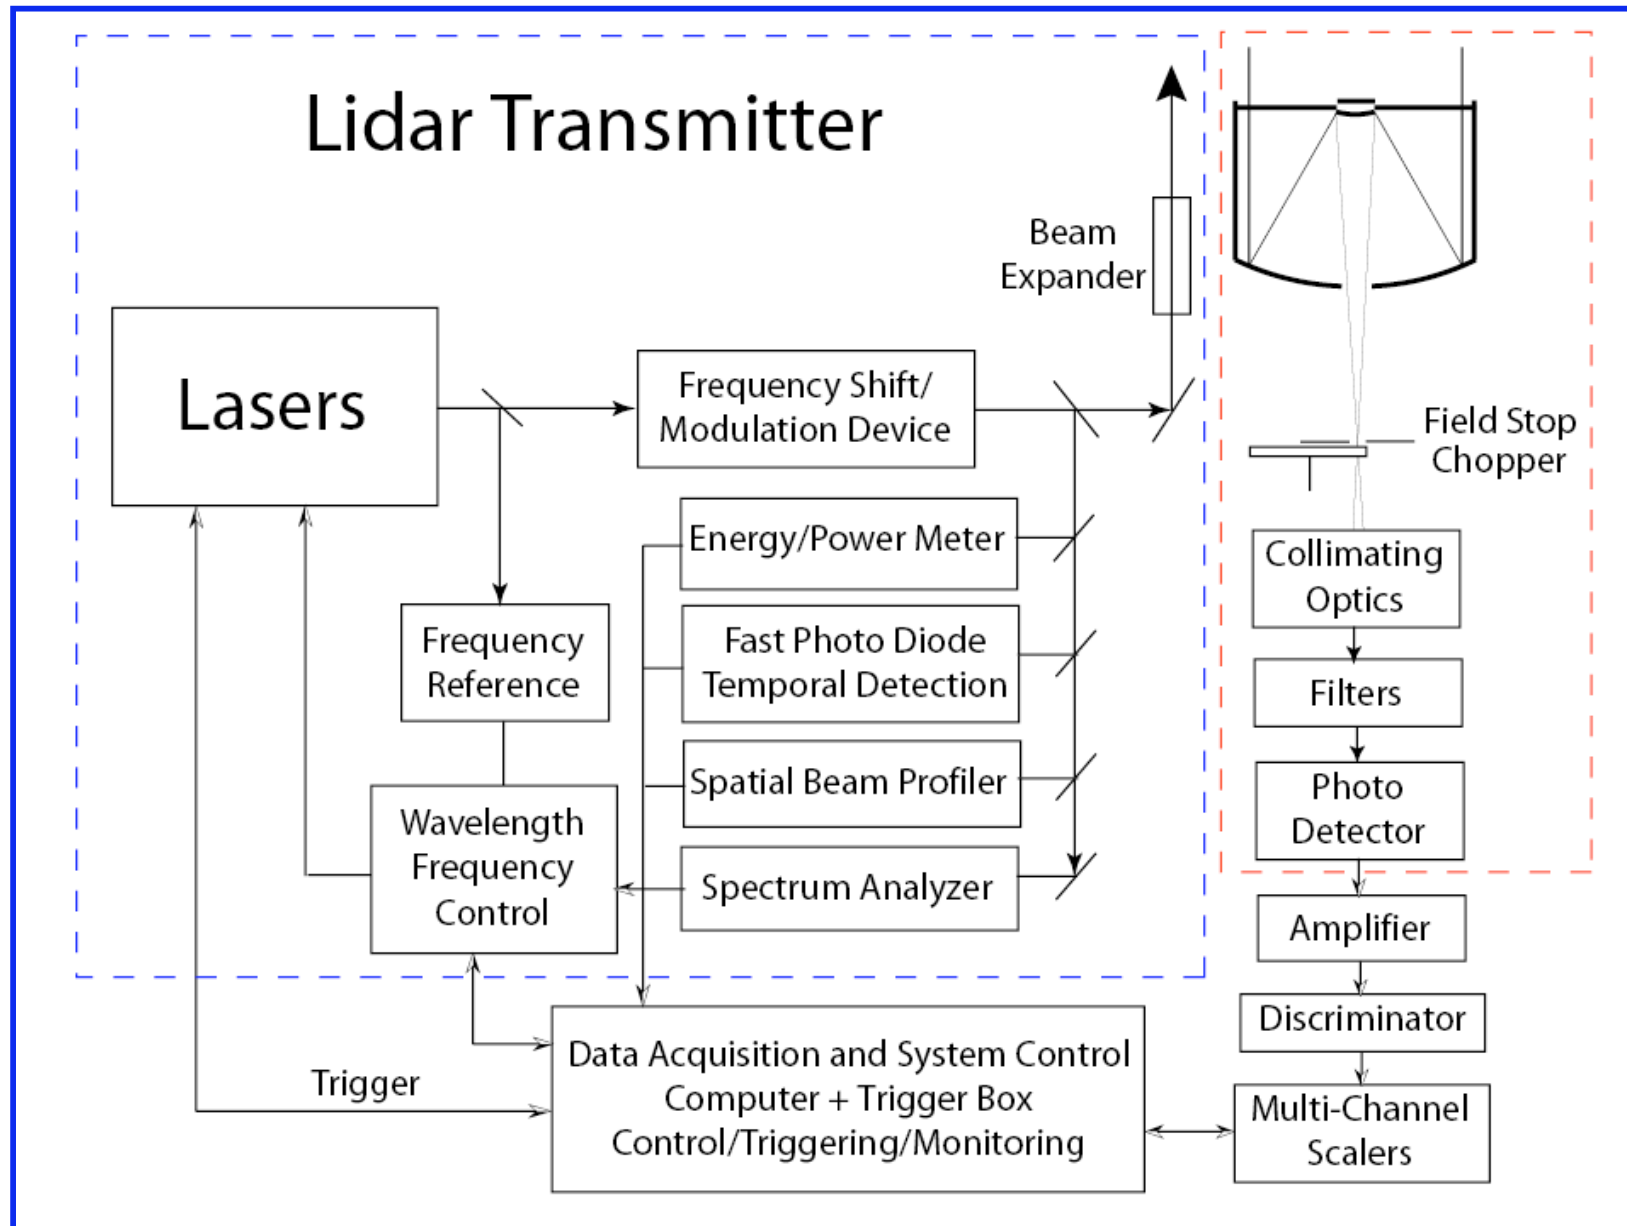 Lidar Transmitter
Beam
Expander
Lasers
Frequency Shift/
Modulation Device
Field Stop
Chopper
Energy/Power Meter
Collimating
Optics
Frequency
Reference
Fast Photo Diode
Temporal Detection
Filters
Spatial Beam Profiler
Photo
Detector
Wavelength
Frequency
Control
Spectrum Analyzer
Amplifier
Discriminator
Trigger
Data Acquisition and System Control
Computer + Trigger Box
Control/Triggering/Monitoring
Multi-Channel
Scalers